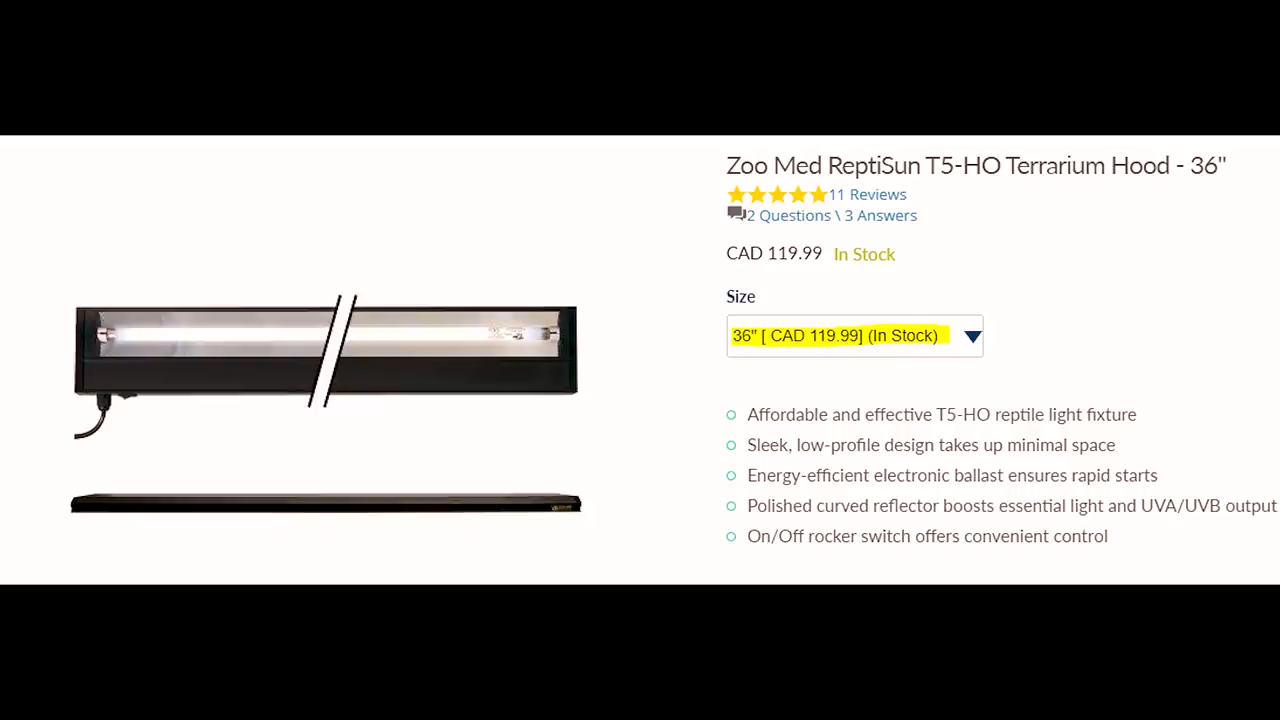 Zoo Med ReptiSun T5-HO Terrarium Hood - 36"
11 Reviews
2 Questions \ 3 Answers
CAD 119.99 In Stock
Size
36" [ CAD 119.99] (In Stock)
Affordable and effective T5-HO reptile light fixture
Sleek, low-profile design takes up minimal space
Energy-efficient electronic ballast ensures rapid starts
Polished curved reflector boosts essential light and UVA/UVB output
On/Off rocker switch offers convenient control